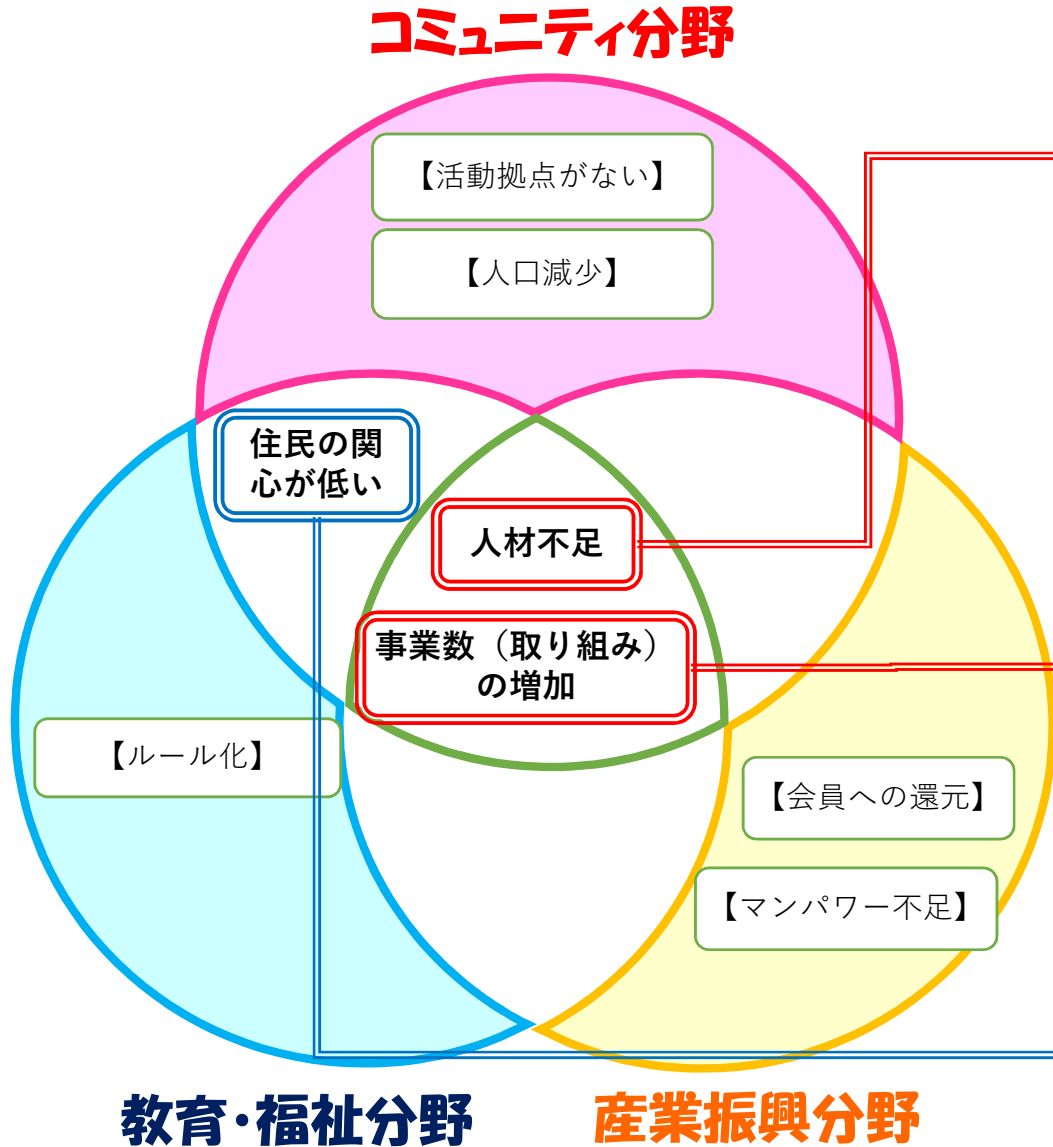 コミュニティ分野
【活動拠点がない】
【人口減少】
住民の関
心が低い
人材不足
事業数（取り組み）
の増加
【ルール化】
【会員への還元】
【マンパワー不足】
教育・福祉分野
産業振興分野